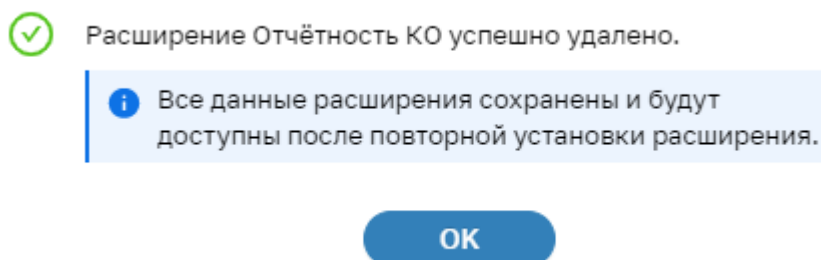 Расширение Отчётность КО успешно удалено.
Все данные расширения сохранены и будут
доступны после повторной установки расширения.
OK